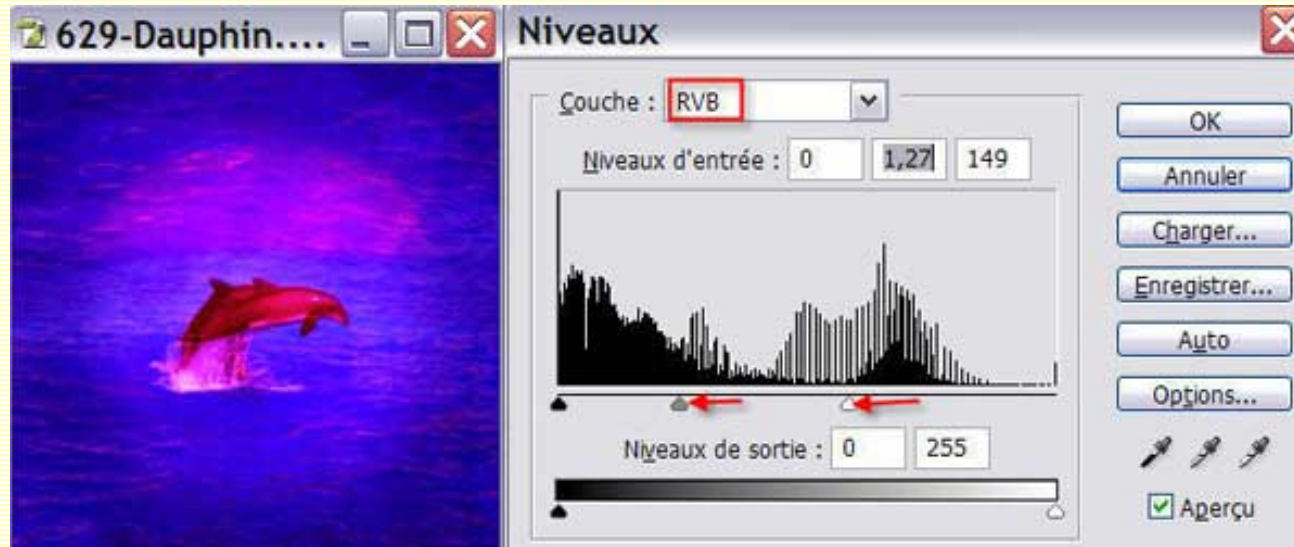 629-Dauphin....
Niveaux
Couche : RVB
Niveaux d'entrée : 0 1,27 149
Niveaux de sortie : 0 255
OK
Annuler
Charger...
Enregistrer...
Auto
Options...
Aperçu